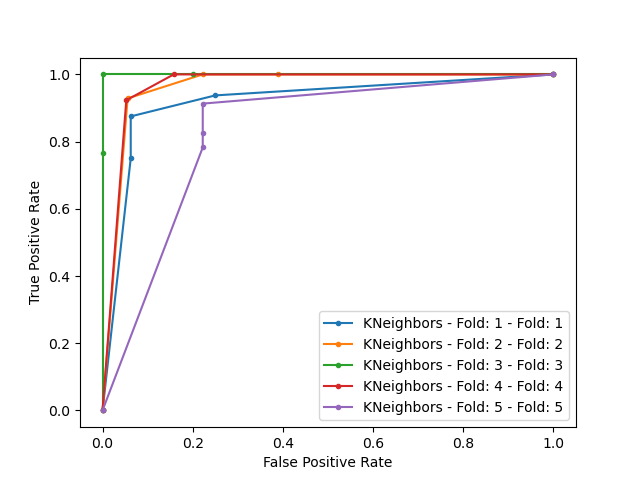 1.0
0.8
0.6
0.4
0.2
0.0
True Positive Rate
KNeighbors - Fold: 1 - Fold: 1
KNeighbors - Fold: 2 - Fold: 2
KNeighbors - Fold: 3 - Fold: 3
KNeighbors - Fold: 4 - Fold: 4
KNeighbors - Fold: 5 - Fold: 5
0.0 0.2 0.4 0.6 0.8 1.0
False Positive Rate